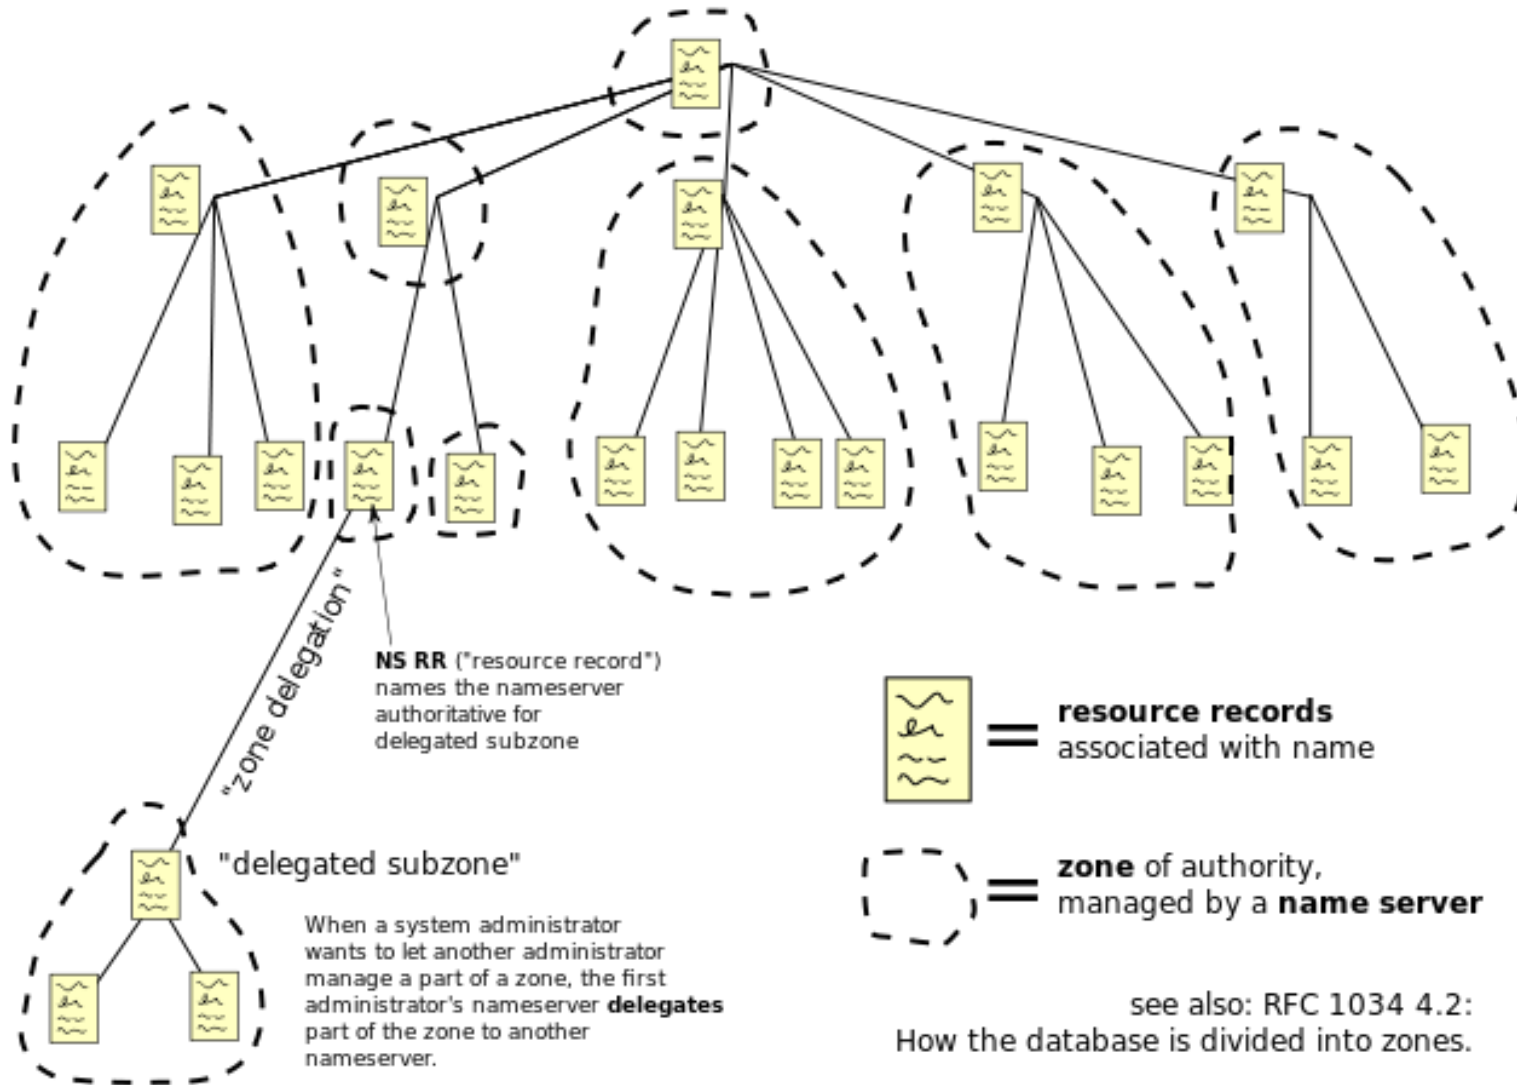 "zone delegation"
NS RR ("resource record")
names the nameserver
authoritative for
delegated subzone
resource records
associated with name
"delegated subzone"
When a system administrator
wants to let another administrator
manage a part of a zone, the first
administrator's nameserver delegates
part of the zone to another
nameserver.
zone of authority,
managed by a name server
see also: RFC 1034 4.2:
How the database is divided into zones.